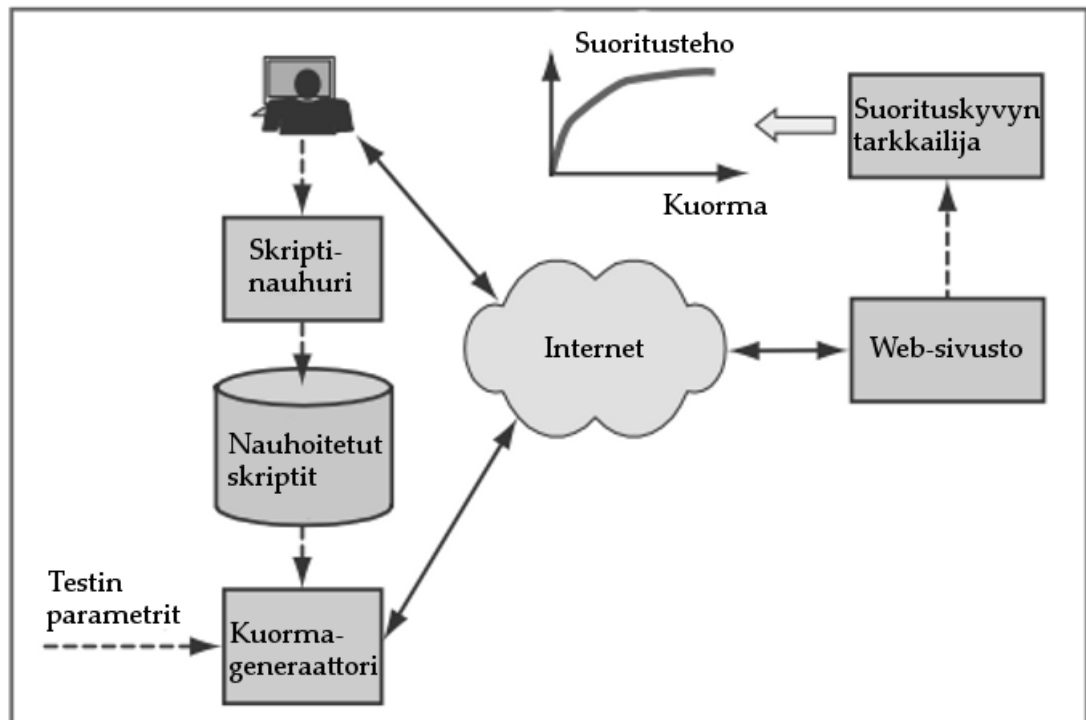 Suoritusteho
Kuorma
Suorituskyvyn
tarkkailija
Skripti-
nauhuri
Internet
Web-sivusto
Nauhoitetut
skriptit
Testin
parametrit
Kuorma-
generaattori